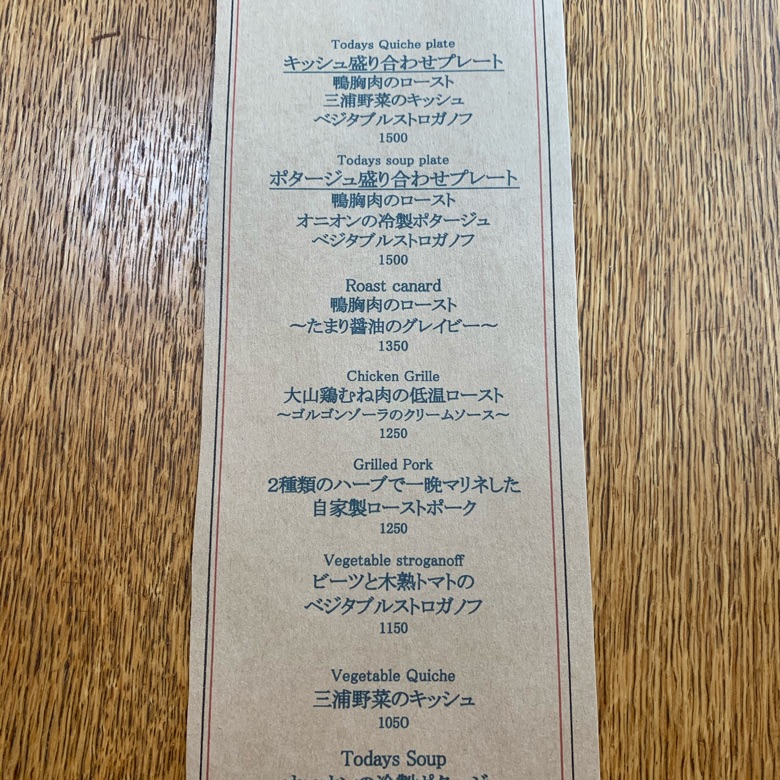 Todays Quiche plate
キッシュ盛り合わせプレート
鴨胸肉のロースト
三浦野菜のキッシュ
ベジタブルストロガノフ
1500
Todays soup plate
ポタージュ盛り合わせプレート
鴨胸肉のロースト
オニオンの冷製ポタージュ
ベジタブルストロガノフ
1500
Roast canard
鴨胸肉のロースト
～たまり醤油のグレイビー～
1350
Chicken Grille
大山鶏むね肉の低温ロースト
～ゴルゴンゾーラのクリームソース～
1250
Grilled Pork
2種類のハーブで一晩マリネした
自家製ローストポーク
1250
Vegetable stroganoff
ビーツと木熟トマトの
ベジタブルストロガノフ
1150
Vegetable Quiche
三浦野菜のキッシュ
1050
Todays Soup